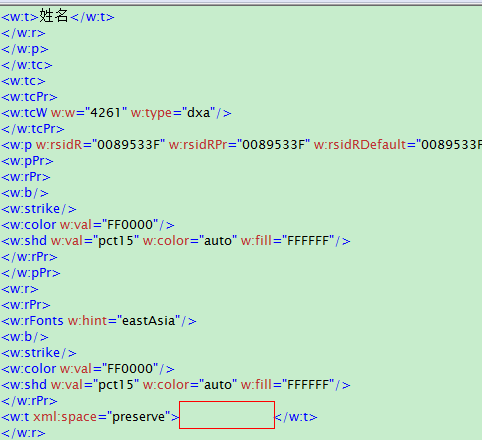 <w:t>姓名</w:t>
</w:r>
</w:p>
</w:tc>
<w:tc>
<w:tcPr>
<w:tcW w:w="4261" w:type="dxa"/>
</w:tcPr>
<w:p w:rsidR="0089533F" w:rsidRPr="0089533F" w:rsidRDefault="0089533F
<w:pPr>
<w:rPr>
<w:b/>
<w:strike/>
<w:color w:val="FF0000"/>
<w:shd w:val="pct15" w:color="auto" w:fill="FFFFFF"/>
</w:rPr>
</w:pPr>
<w:r>
<w:rPr>
<w:rFonts w:hint="eastAsia"/>
<w:b/>
<w:strike/>
<w:color w:val="FF0000"/>
<w:shd w:val="pct15" w:color="auto" w:fill="FFFFFF"/>
</w:rPr>
<w:t xml:space="preserve"> </w:t>
</w:r>